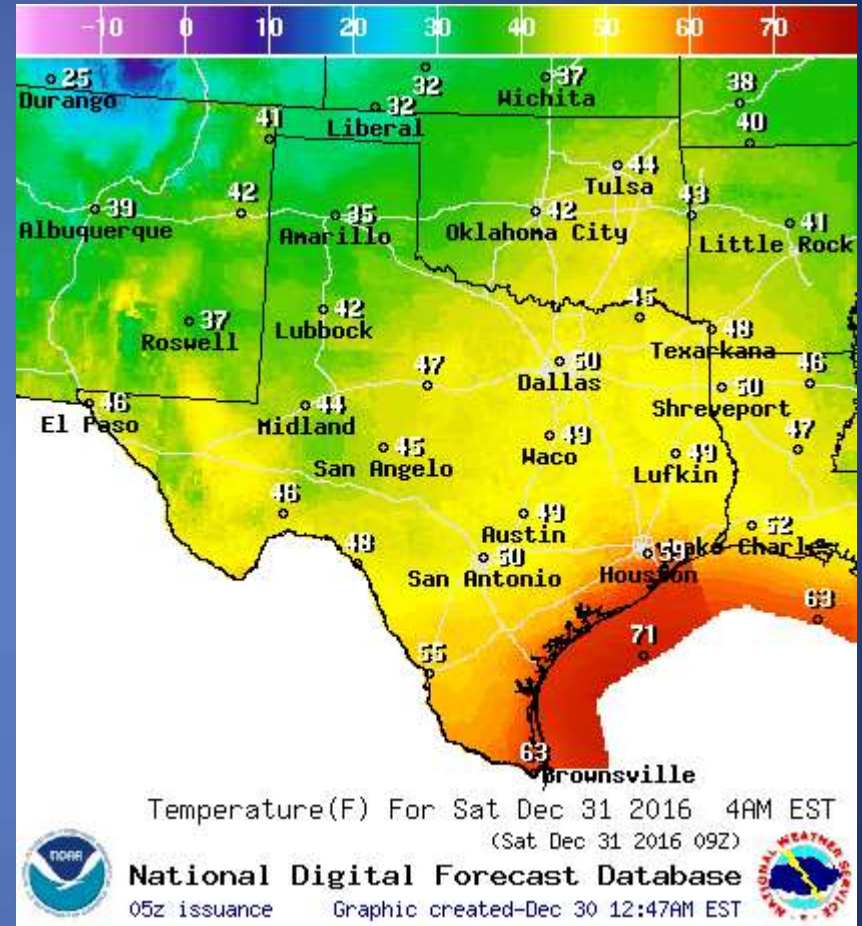 -10 0 10 20 30 40 50 60 70
25
Durango
32
32
Liberal
37
Wichita
38
41
40
44
Tulsa
39
Albuquerque
42
35
Amarillo
42
Oklahoma City
43
41
Little Rock
37
Roswell
42
Lubbock
45
48
Texarkana
47
50
Dallas
50
Shreveport
46
46
El Paso
44
Midland
45
San Angelo
49
Waco
49
Lufkin
47
46
49
Austin
52
Lake Charles
48
50
San Antonio
59
Houston
63
71
55
63
Brownsville
Temperature(F) For Sat Dec 31 2016 4AM EST
(Sat Dec 31 2016 09Z)
NOAA
NATIONAL WEATHER SERVICE
National Digital Forecast Database
05z issuance Graphic created-Dec 30 12:47AM EST